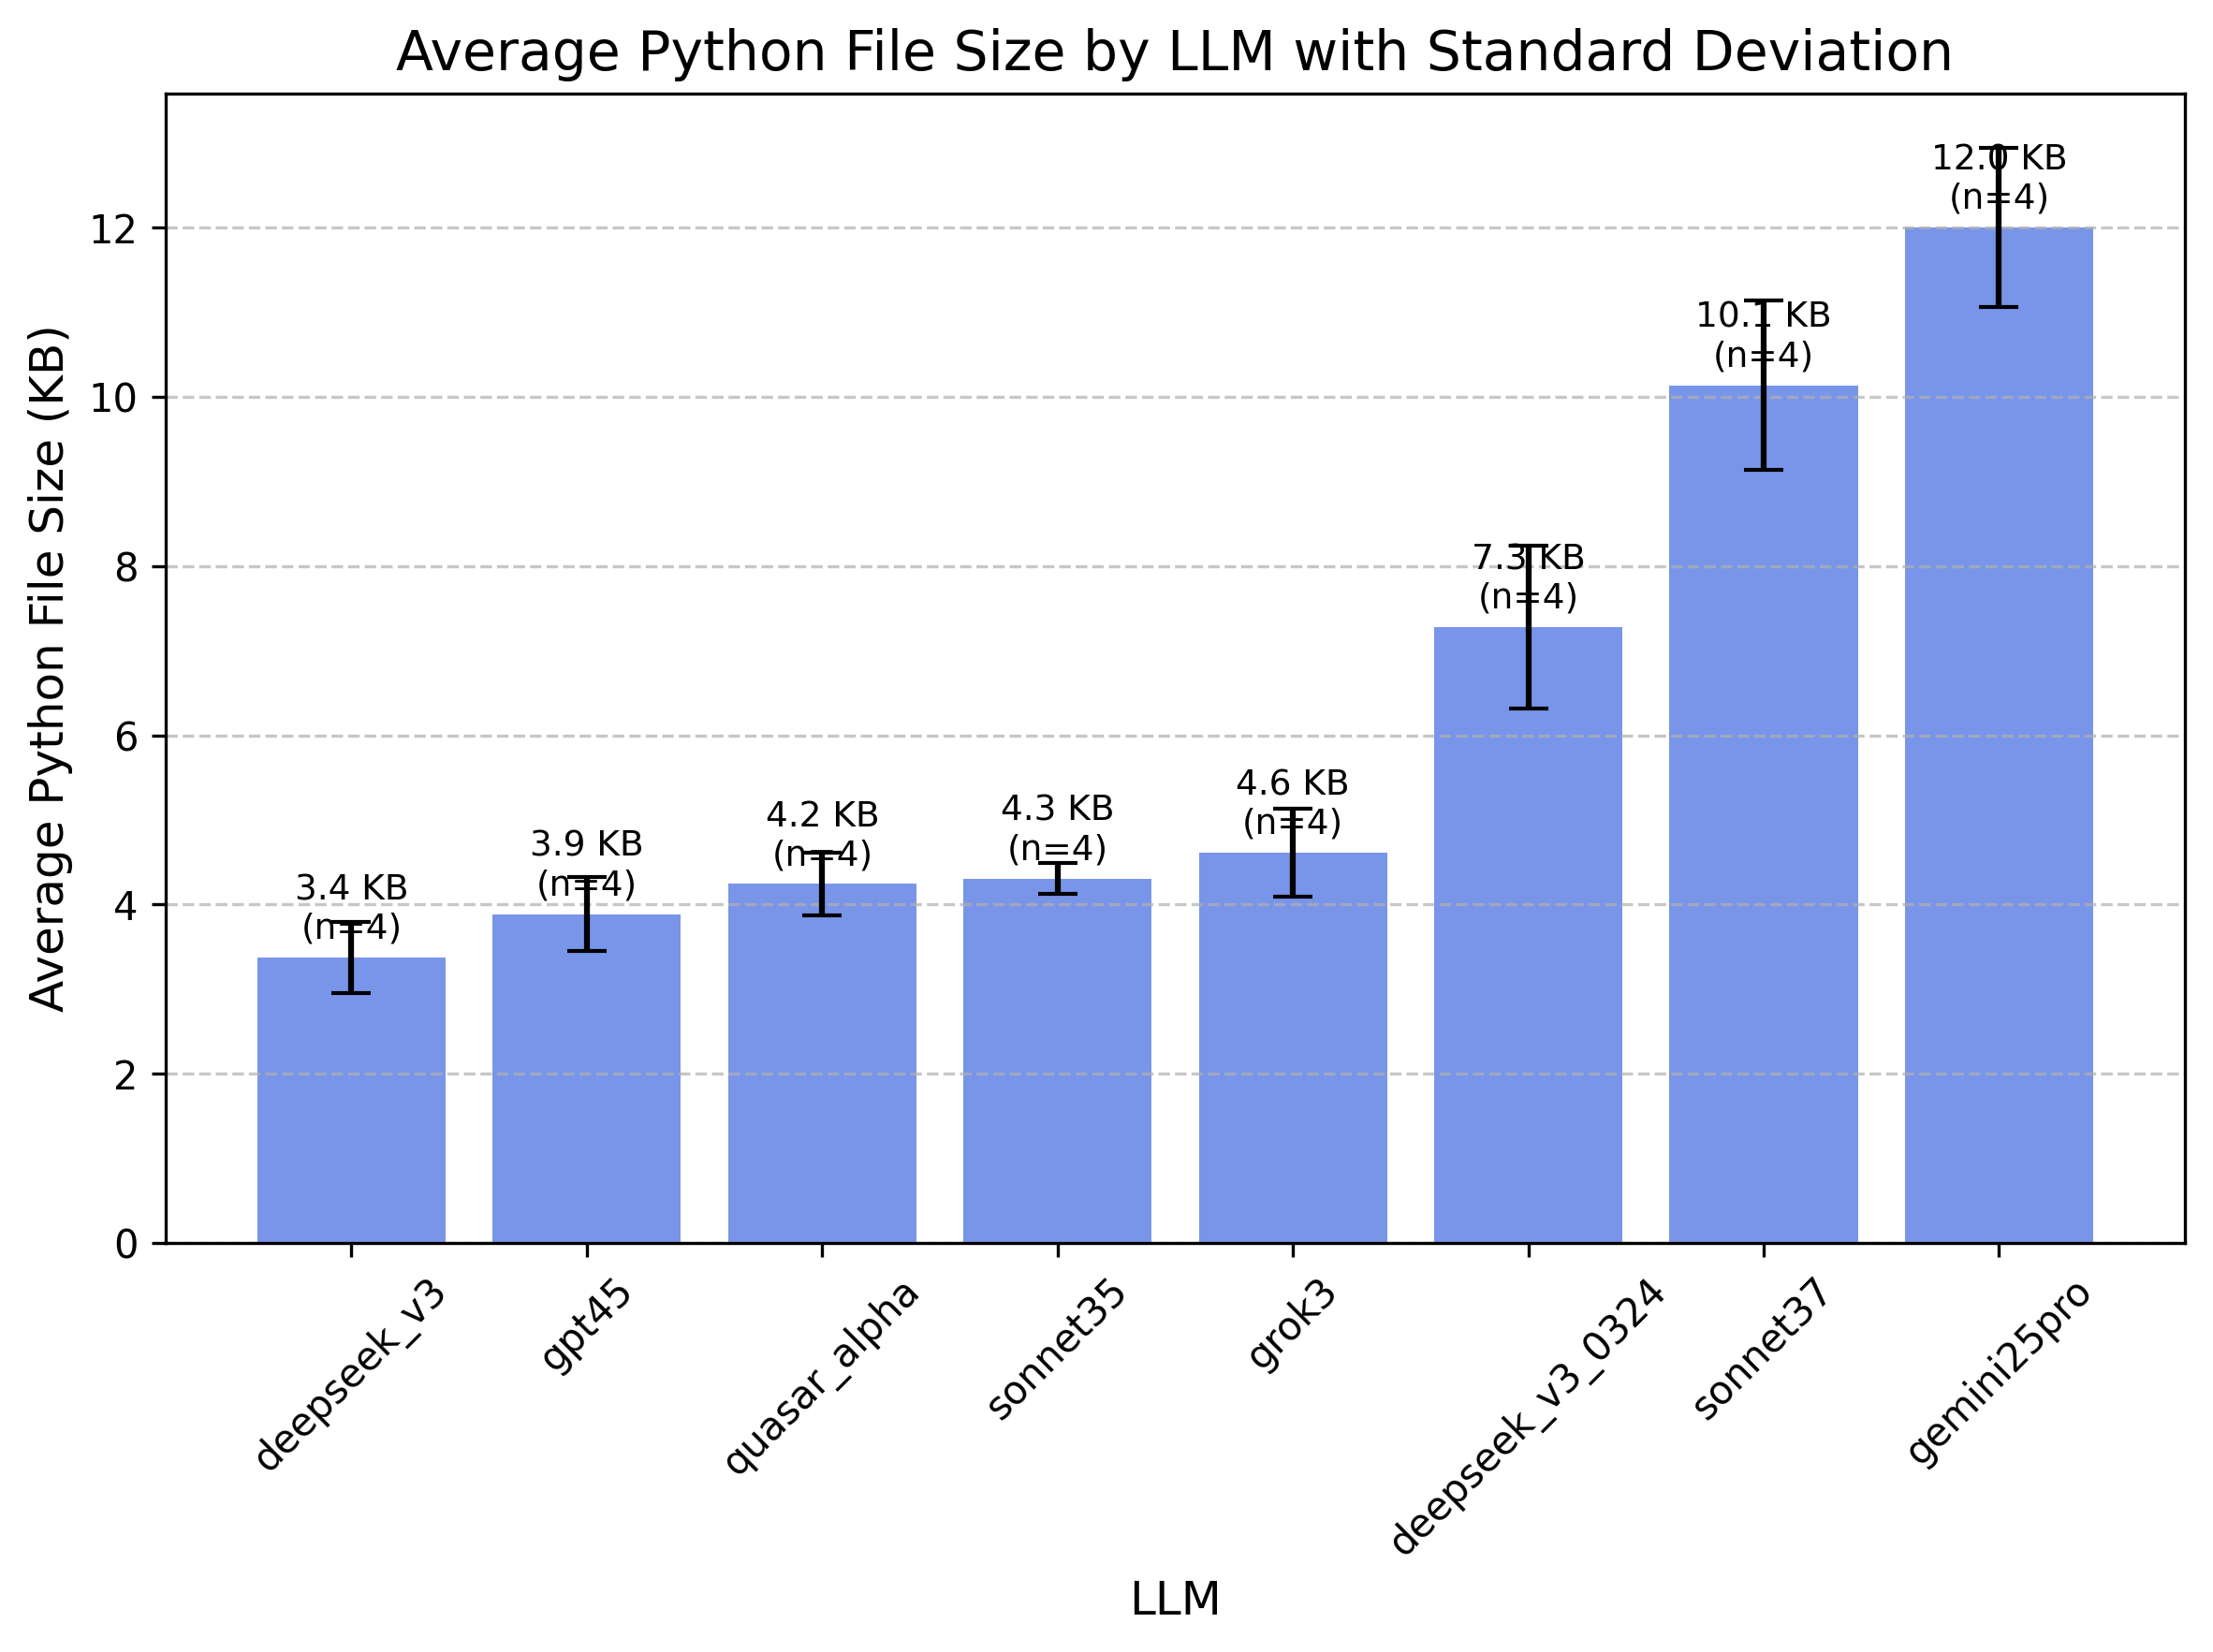 Average Python File Size by LLM with Standard Deviation
Average Python File Size (KB)
12
10
8
6
4
2
0
3.4 KB
(n=4)
3.9 KB
(n=4)
4.2 KB
(n=4)
4.3 KB
(n=4)
4.6 KB
(n=4)
7.3 KB
(n=4)
10.1 KB
(n=4)
12.0 KB
(n=4)
deepseek_v3
gpt45
quasar_alpha
sonnet35
grok3
deepseek_v3_0324
sonnet37
gemini25pro
LLM